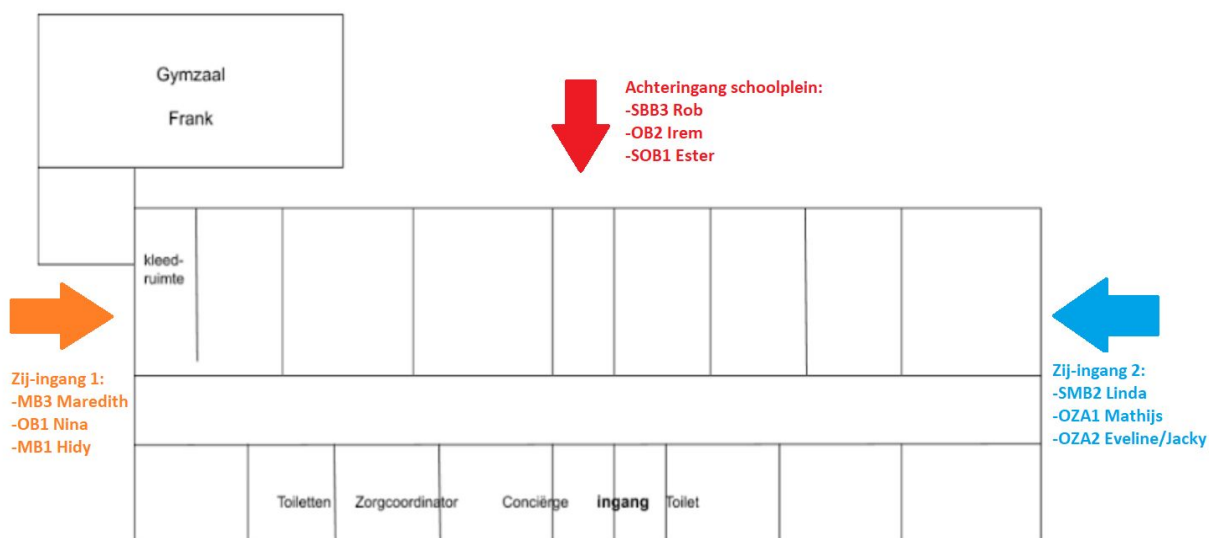 Gymzaal
Frank
Achteringang schoolplein:
-SBB3 Rob
-OB2 Irem
-SOB1 Ester
kleed-
ruimte
Zij-ingang 1:
-MB3 Maredith
-OB1 Nina
-MB1 Hidy
Zij-ingang 2:
-SMB2 Linda
-OZA1 Mathijs
-OZA2 Eveline/Jacky
Toiletten Zorgcoordinator Conciërge ingang Toilet